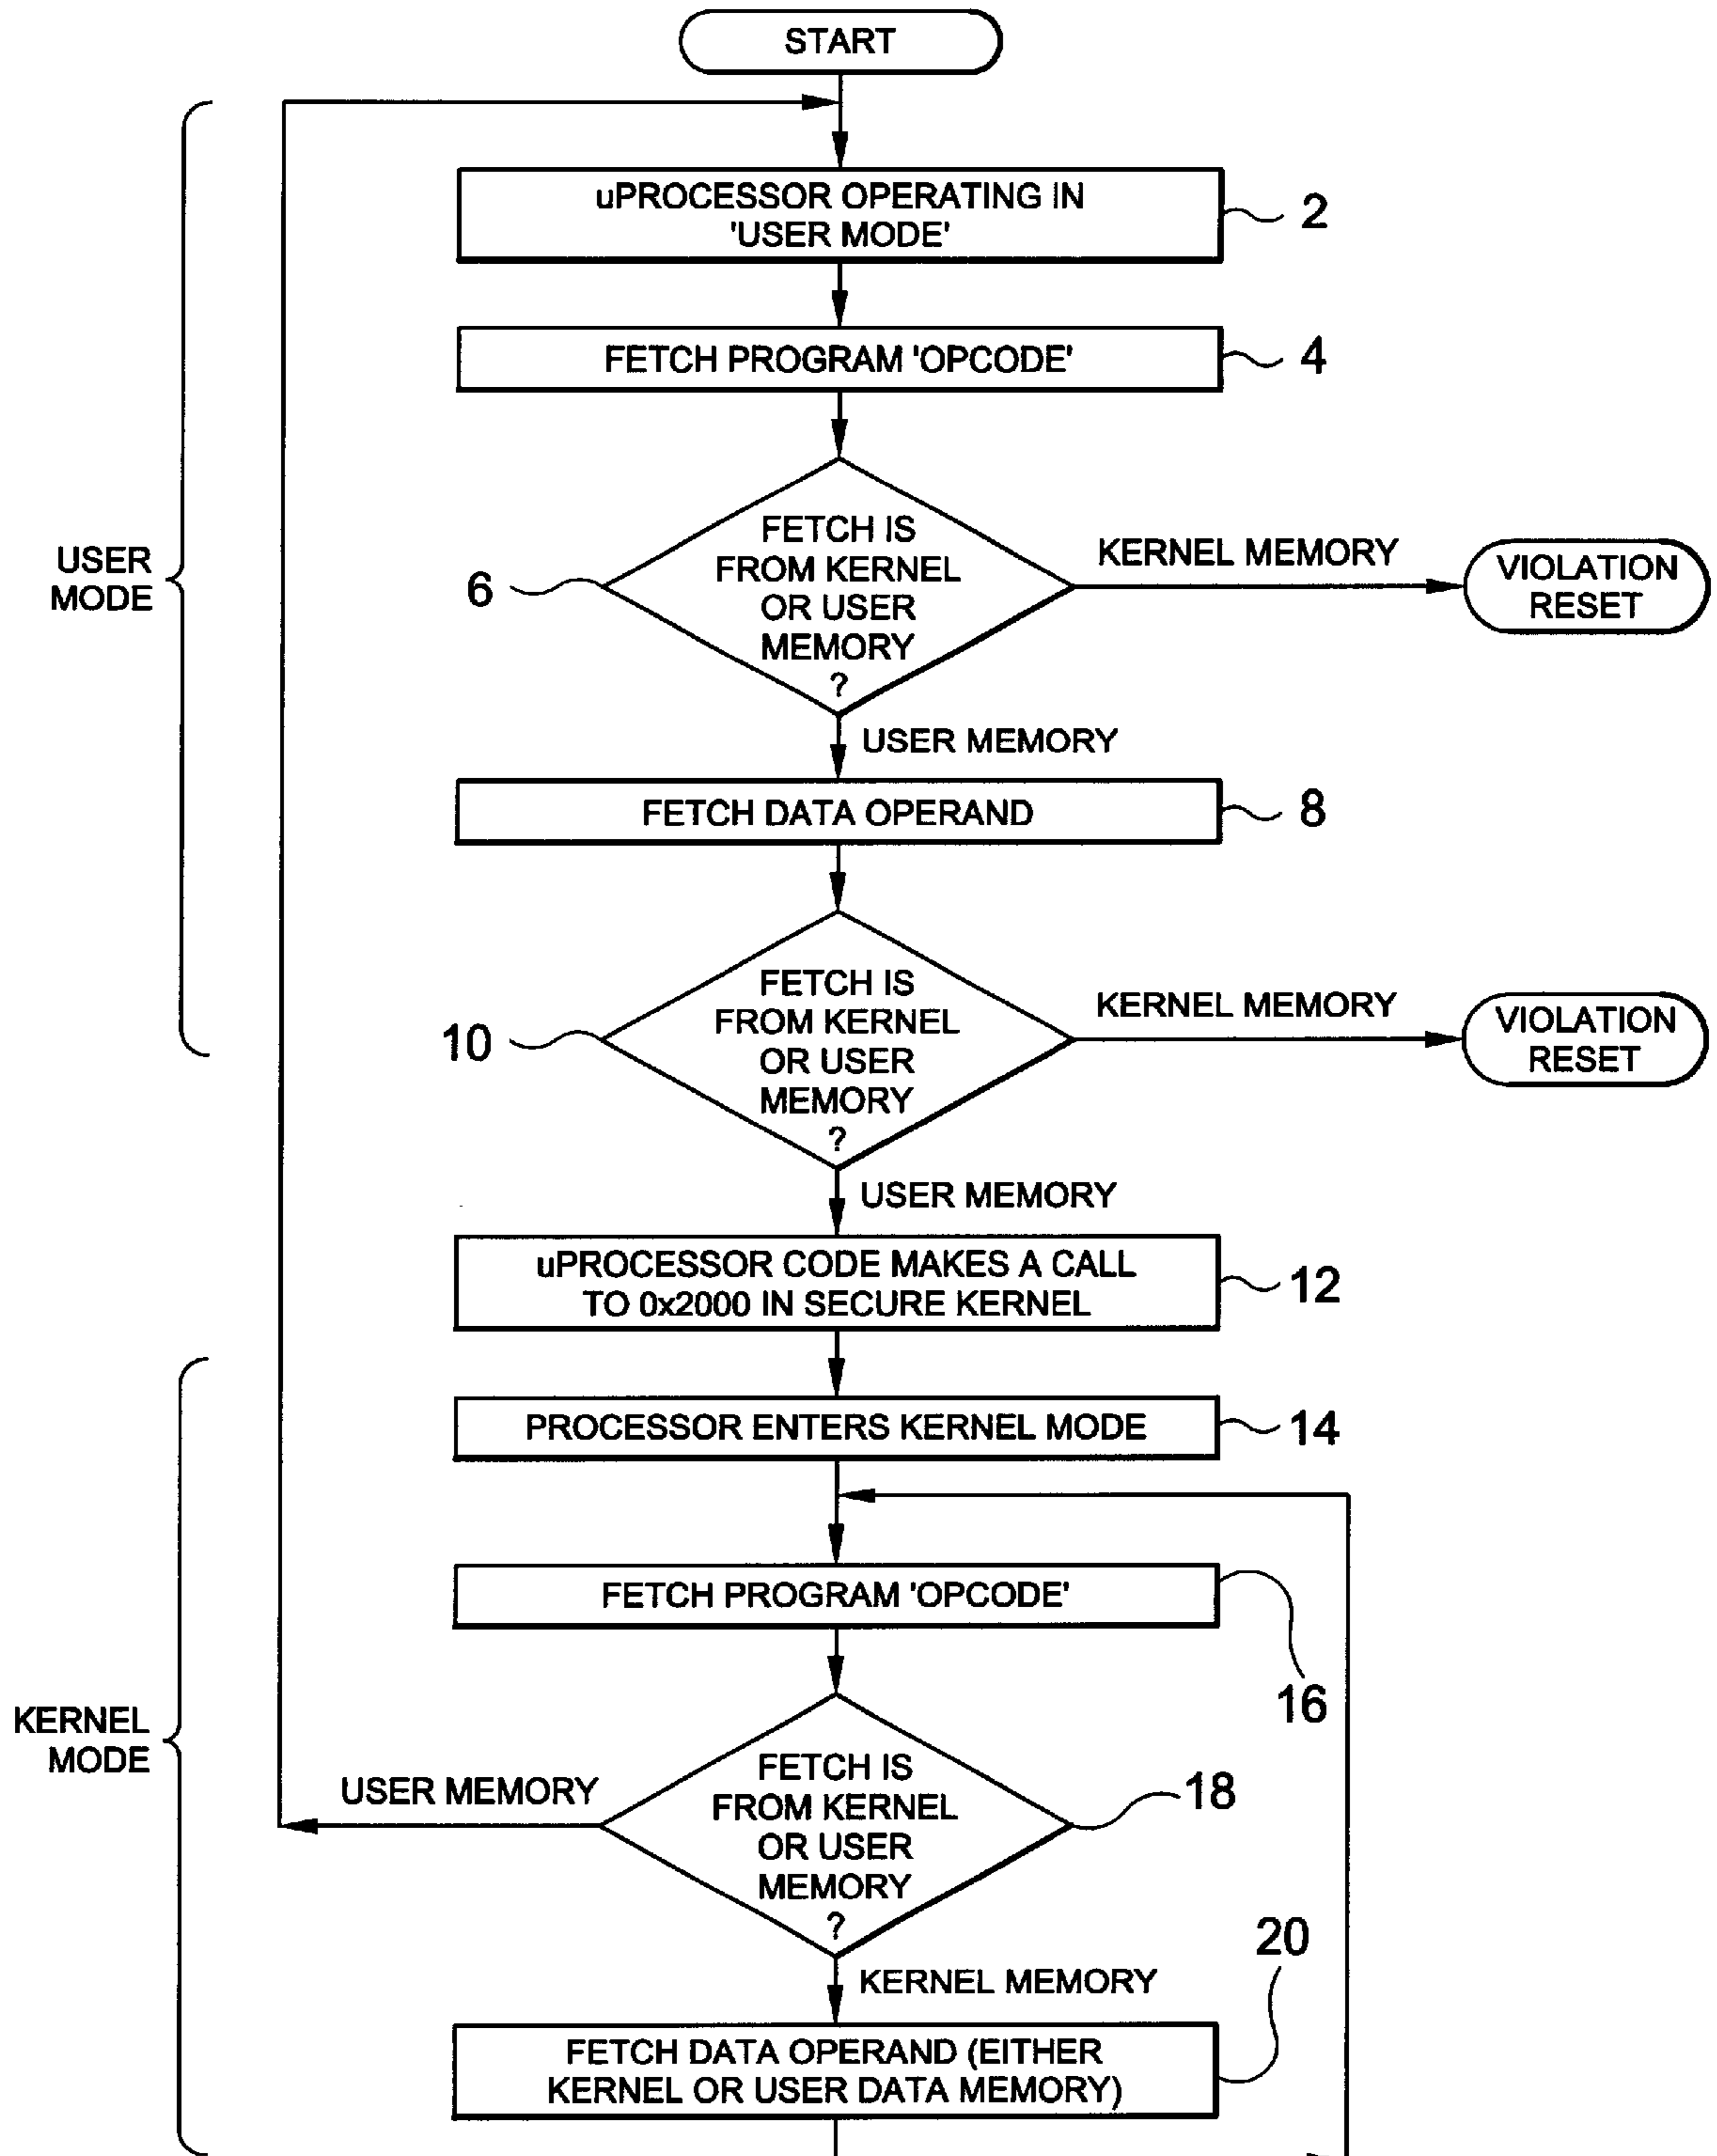 START
uPROCESSOR OPERATING IN
'USER MODE'
2
FETCH PROGRAM 'OPCODE'
4
USER
MODE
FETCH IS
FROM KERNEL
OR USER
MEMORY
?
6
KERNEL MEMORY
VIOLATION
RESET
USER MEMORY
FETCH DATA OPERAND
8
FETCH IS
FROM KERNEL
OR USER
MEMORY
?
10
KERNEL MEMORY
VIOLATION
RESET
USER MEMORY
uPROCESSOR CODE MAKES A CALL
TO 0x2000 IN SECURE KERNEL
12
PROCESSOR ENTERS KERNEL MODE
14
FETCH PROGRAM 'OPCODE'
16
KERNEL
MODE
USER MEMORY
FETCH IS
FROM KERNEL
OR USER
MEMORY
?
18
KERNEL MEMORY
20
FETCH DATA OPERAND (EITHER
KERNEL OR USER DATA MEMORY)